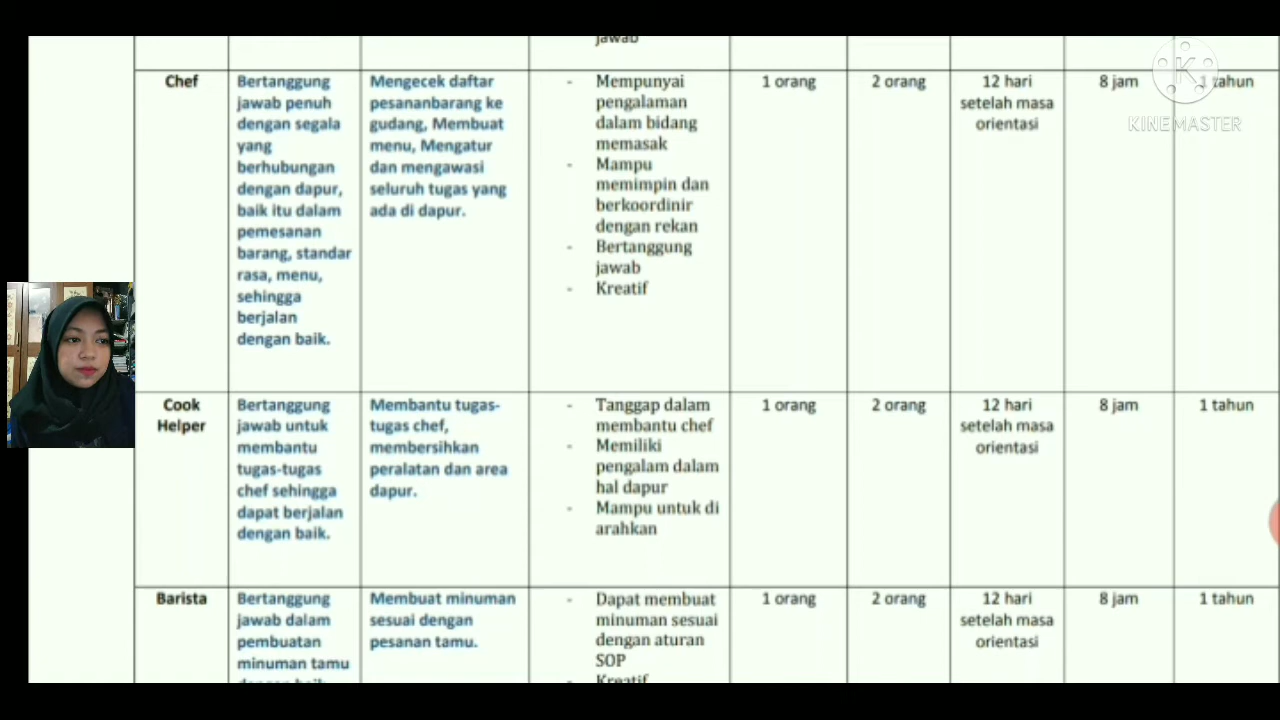 jawab
Chef
Bertanggung
jawab penuh
dengan segala
yang
berhubungan
dengan dapur,
baik itu dalam
pemesanan
barang, standar
rasa, menu,
sehingga
berjalan
dengan baik.
Mengecek daftar
pesananbarang ke
gudang, Membuat
menu, Mengatur
dan mengawasi
seluruh tugas yang
ada di dapur.
- Mempunyai
pengalaman
dalam bidang
memasak
- Mampu
memimpin dan
berkoordinir
dengan rekan
- Bertanggung
jawab
- Kreatif
1 orang
2 orang
12 hari
setelah masa
orientasi
8 jam
1 tahun
K
KINEMASTER
Cook
Helper
Bertanggung
jawab untuk
membantu
tugas-tugas
chef sehingga
dapat berjalan
dengan baik.
Membantu tugas-
tugas chef,
membersihkan
peralatan dan area
dapur.
- Tanggap dalam
membantu chef
- Memiliki
pengalam dalam
hal dapur
- Mampu untuk di
arahkan
1 orang
2 orang
12 hari
setelah masa
orientasi
8 jam
1 tahun
Barista
Bertanggung
jawab dalam
pembuatan
minuman tamu
dengan baik
Membuat minuman
sesuai dengan
pesanan tamu.
- Dapat membuat
minuman sesuai
dengan aturan
SOP
- Kreatif
1 orang
2 orang
12 hari
setelah masa
orientasi
8 jam
1 tahun